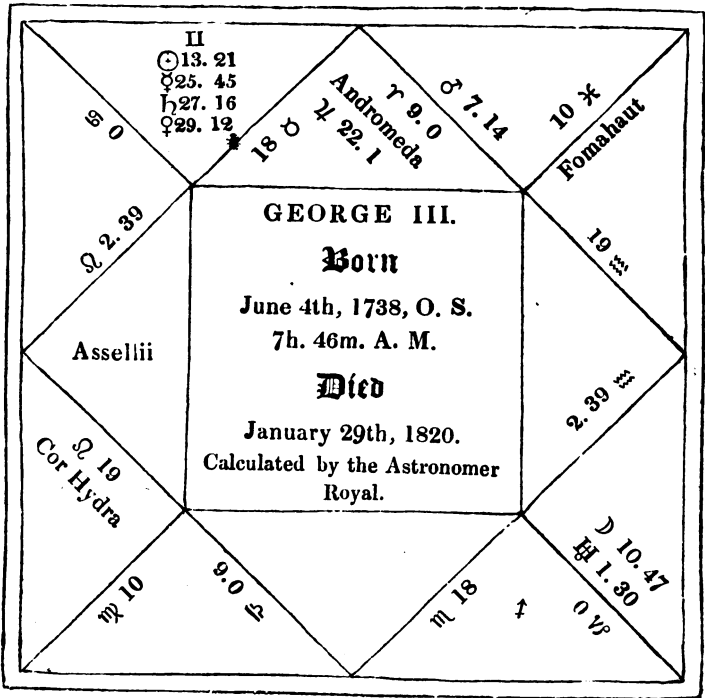 ♊
☉13. 21
☿25. 45
♄27. 16
♀29. 12
♋ 0
18 ♉
♃ 22. 1
Andromeda
♈ 9. 0
♂ 7.14
10 ♓
Fomahaut
♌ 2.39
GEORGE III.
Born
June 4th, 1738, O. S.
7h. 46m. A. M.
Died
January 29th, 1820.
Calculated by the Astronomer
Royal.
19 ♒
Assellii
2.39 ♒
♌ 19
Cor Hydra
♍ 10
9.0 ♎
♏ 18
♐
☽ 10.47
♅ 1.30
0 ♑